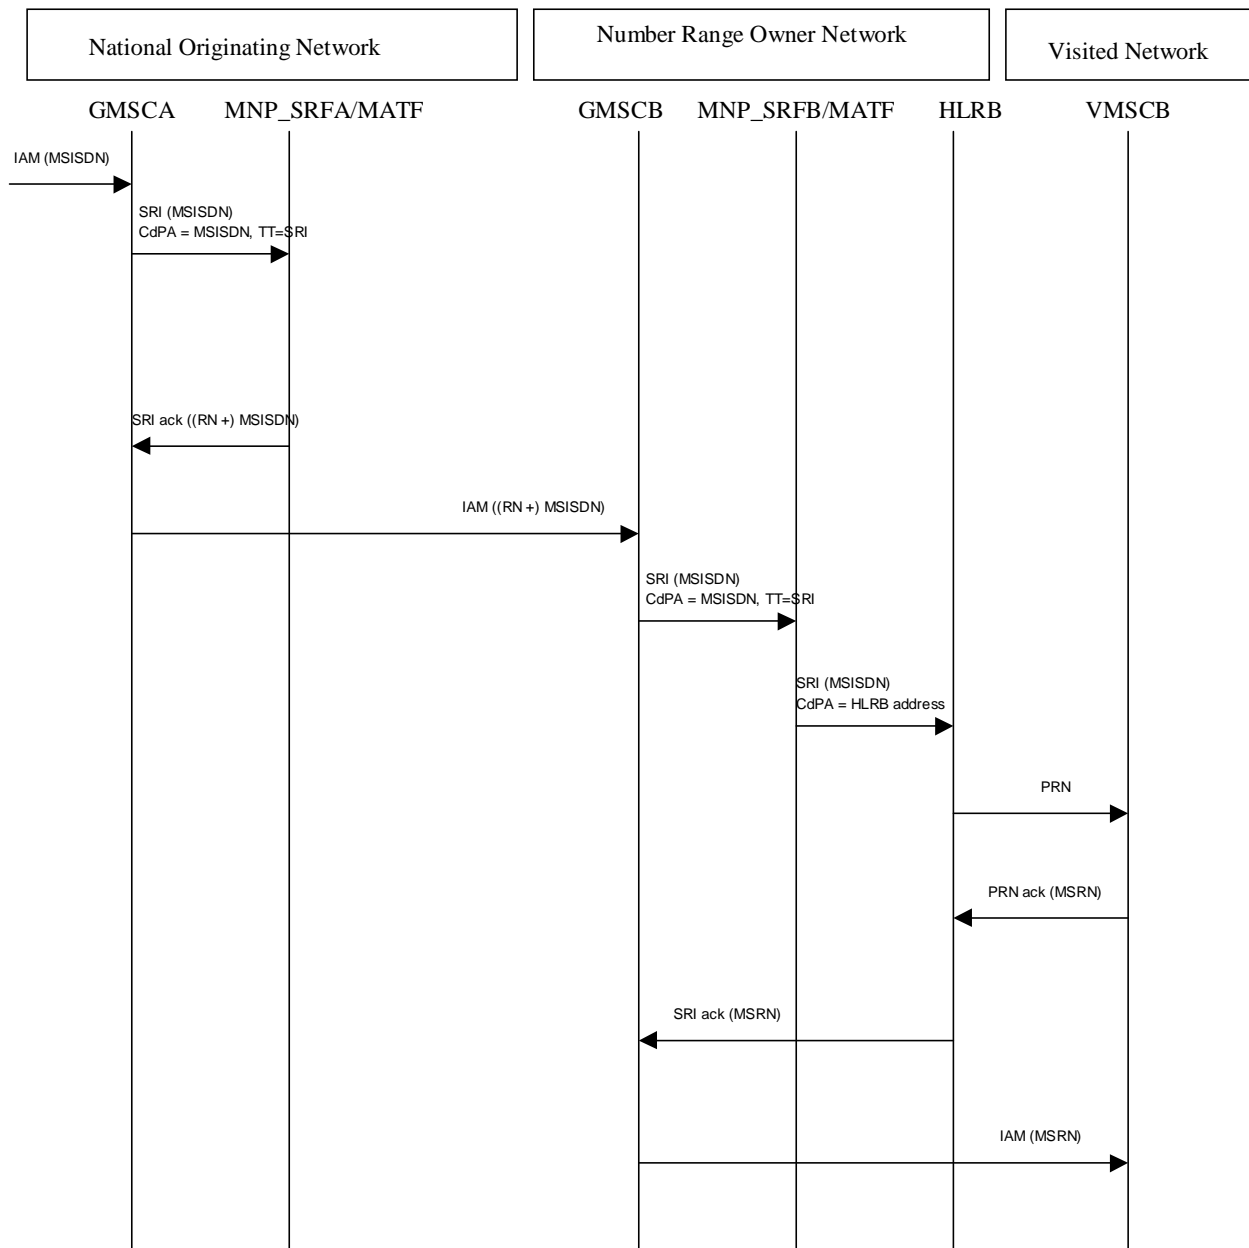 National Originating Network
Number Range Owner Network
Visited Network
GMSCA
MNP_SRFA/MATF
GMSCB
MNP_SRFB/MATF
HLRB
VMSCB
IAM (MSISDN)
SRI (MSISDN)
CdPA = MSISDN, TT=SRI
SRI ack ((RN +) MSISDN)
IAM ((RN +) MSISDN)
SRI (MSISDN)
CdPA = MSISDN, TT=SRI
SRI (MSISDN)
CdPA = HLRB address
PRN
PRN ack (MSRN)
SRI ack (MSRN)
IAM (MSRN)